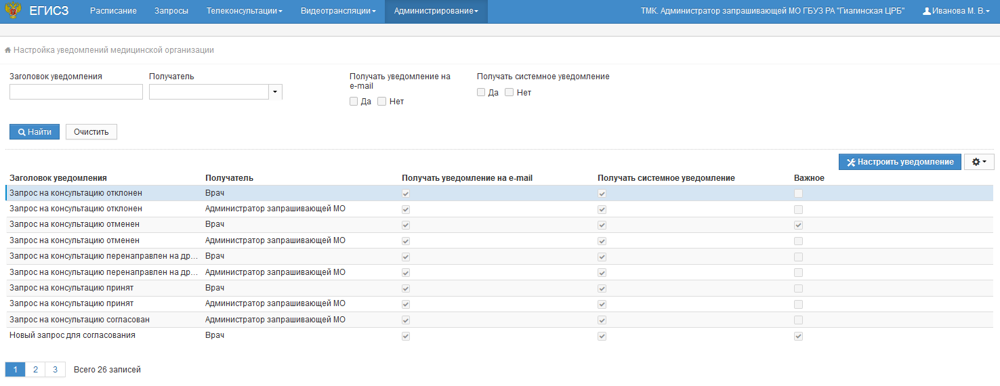 ЕГИСЗ Расписание Запросы Телеконсультации Видеотрансляции Администрирование ТМК. Администратор запрашивающей МО ГБУЗ РА "Гиагинская ЦРБ" Иванова М. В.
Настройка уведомлений медицинской организации
Заголовок уведомления Получатель Получать уведомление на e-mail Получать системное уведомление
Да Нет Да Нет
Найти Очистить
Настроить уведомление
Заголовок уведомления Получатель Получать уведомление на e-mail Получать системное уведомление Важное
Запрос на консультацию отклонен Врач
Запрос на консультацию отклонен Администратор запрашивающей МО
Запрос на консультацию отменен Врач
Запрос на консультацию отменен Администратор запрашивающей МО
Запрос на консультацию перенаправлен на др... Врач
Запрос на консультацию перенаправлен на др... Администратор запрашивающей МО
Запрос на консультацию принят Врач
Запрос на консультацию принят Администратор запрашивающей МО
Запрос на консультацию согласован Администратор запрашивающей МО
Новый запрос для согласования Врач
1 2 3 Всего 26 записей